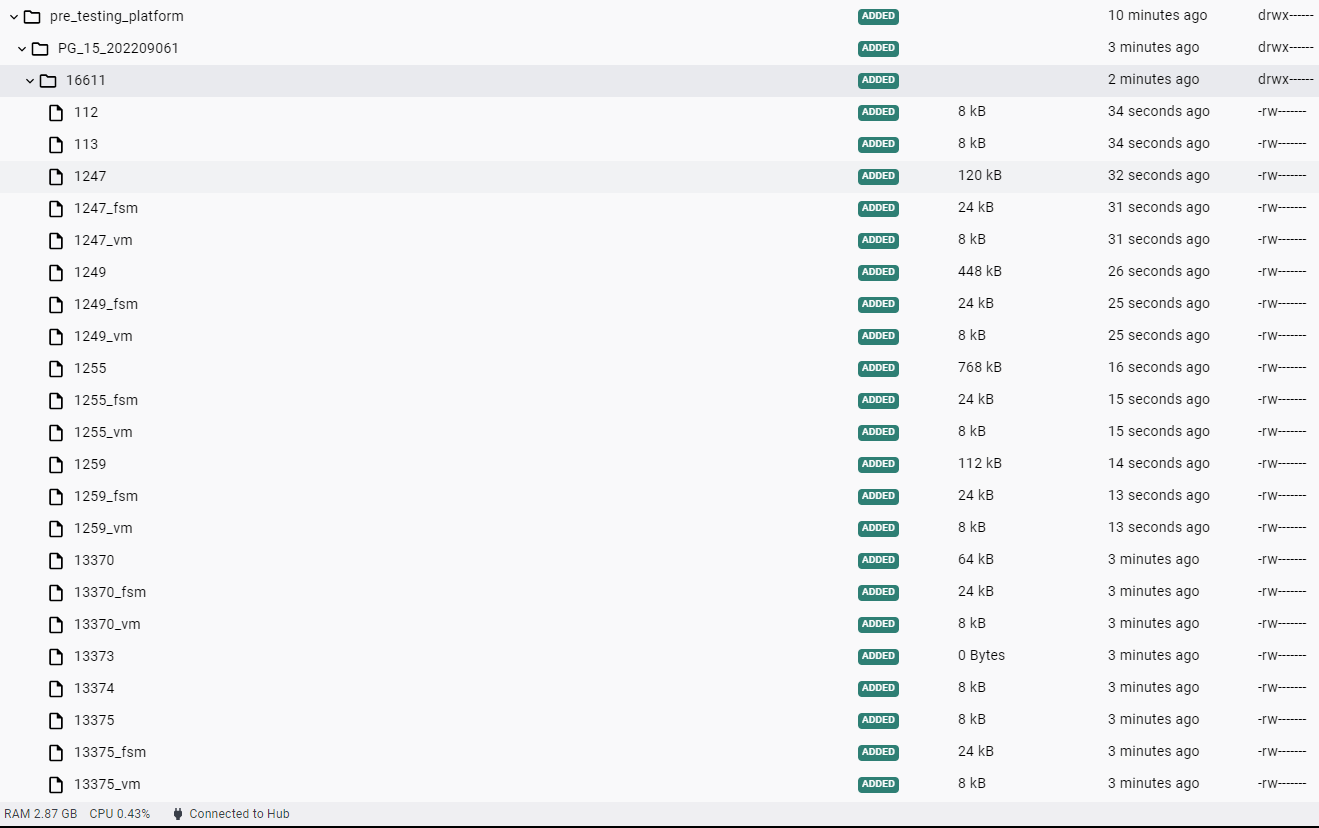 pre_testing_platform ADDED 10 minutes ago drwx------
PG_15_202209061 ADDED 3 minutes ago drwx------
16611 ADDED 2 minutes ago drwx------
112 ADDED 8 kB 34 seconds ago -rw-------
113 ADDED 8 kB 34 seconds ago -rw-------
1247 ADDED 120 kB 32 seconds ago -rw-------
1247_fsm ADDED 24 kB 31 seconds ago -rw-------
1247_vm ADDED 8 kB 31 seconds ago -rw-------
1249 ADDED 448 kB 26 seconds ago -rw-------
1249_fsm ADDED 24 kB 25 seconds ago -rw-------
1249_vm ADDED 8 kB 25 seconds ago -rw-------
1255 ADDED 768 kB 16 seconds ago -rw-------
1255_fsm ADDED 24 kB 15 seconds ago -rw-------
1255_vm ADDED 8 kB 15 seconds ago -rw-------
1259 ADDED 112 kB 14 seconds ago -rw-------
1259_fsm ADDED 24 kB 13 seconds ago -rw-------
1259_vm ADDED 8 kB 13 seconds ago -rw-------
13370 ADDED 64 kB 3 minutes ago -rw-------
13370_fsm ADDED 24 kB 3 minutes ago -rw-------
13370_vm ADDED 8 kB 3 minutes ago -rw-------
13373 ADDED 0 Bytes 3 minutes ago -rw-------
13374 ADDED 8 kB 3 minutes ago -rw-------
13375 ADDED 8 kB 3 minutes ago -rw-------
13375_fsm ADDED 24 kB 3 minutes ago -rw-------
13375_vm ADDED 8 kB 3 minutes ago -rw-------
RAM 2.87 GB CPU 0.43% Connected to Hub